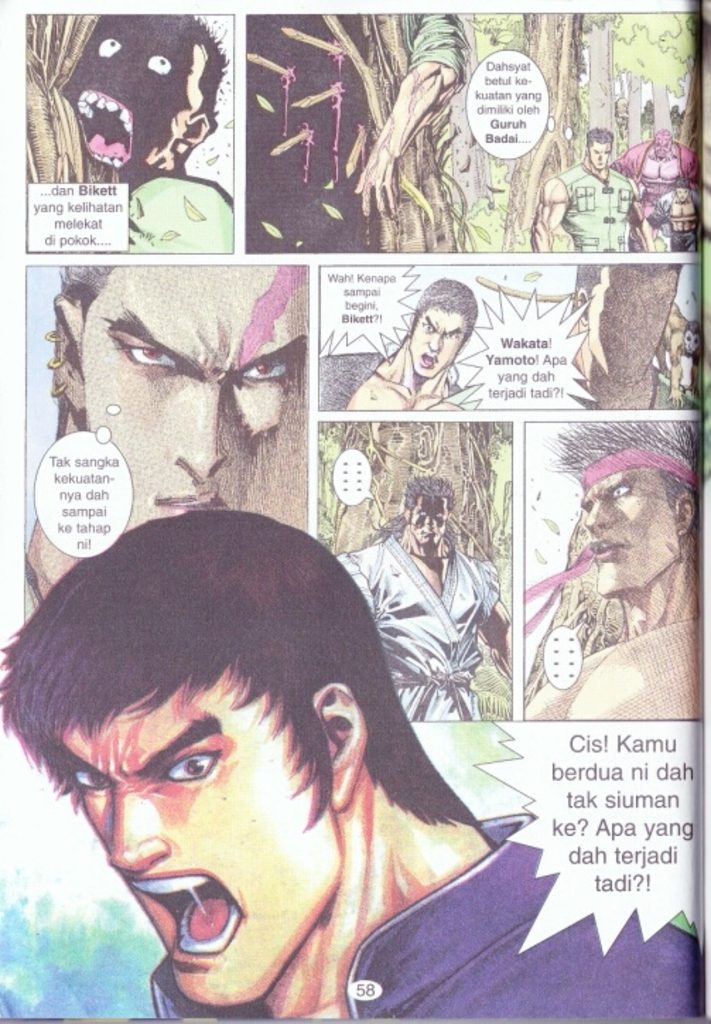 ...dan Bikett
yang kelihatan
melekat
di pokok....
Dahsyat
betul ke-
kuatan yang
dimiliki oleh
Guruh
Badai....
Tak sangka
kekuatan-
nya dah
sampai
ke tahap
ni!
Wah! Kenapa
sampai
begini,
Bikett?!
Wakata!
Yamoto! Apa
yang dah
terjadi tadi?!
Cis! Kamu
berdua ni dah
tak siuman
ke? Apa yang
dah terjadi
tadi?!
58